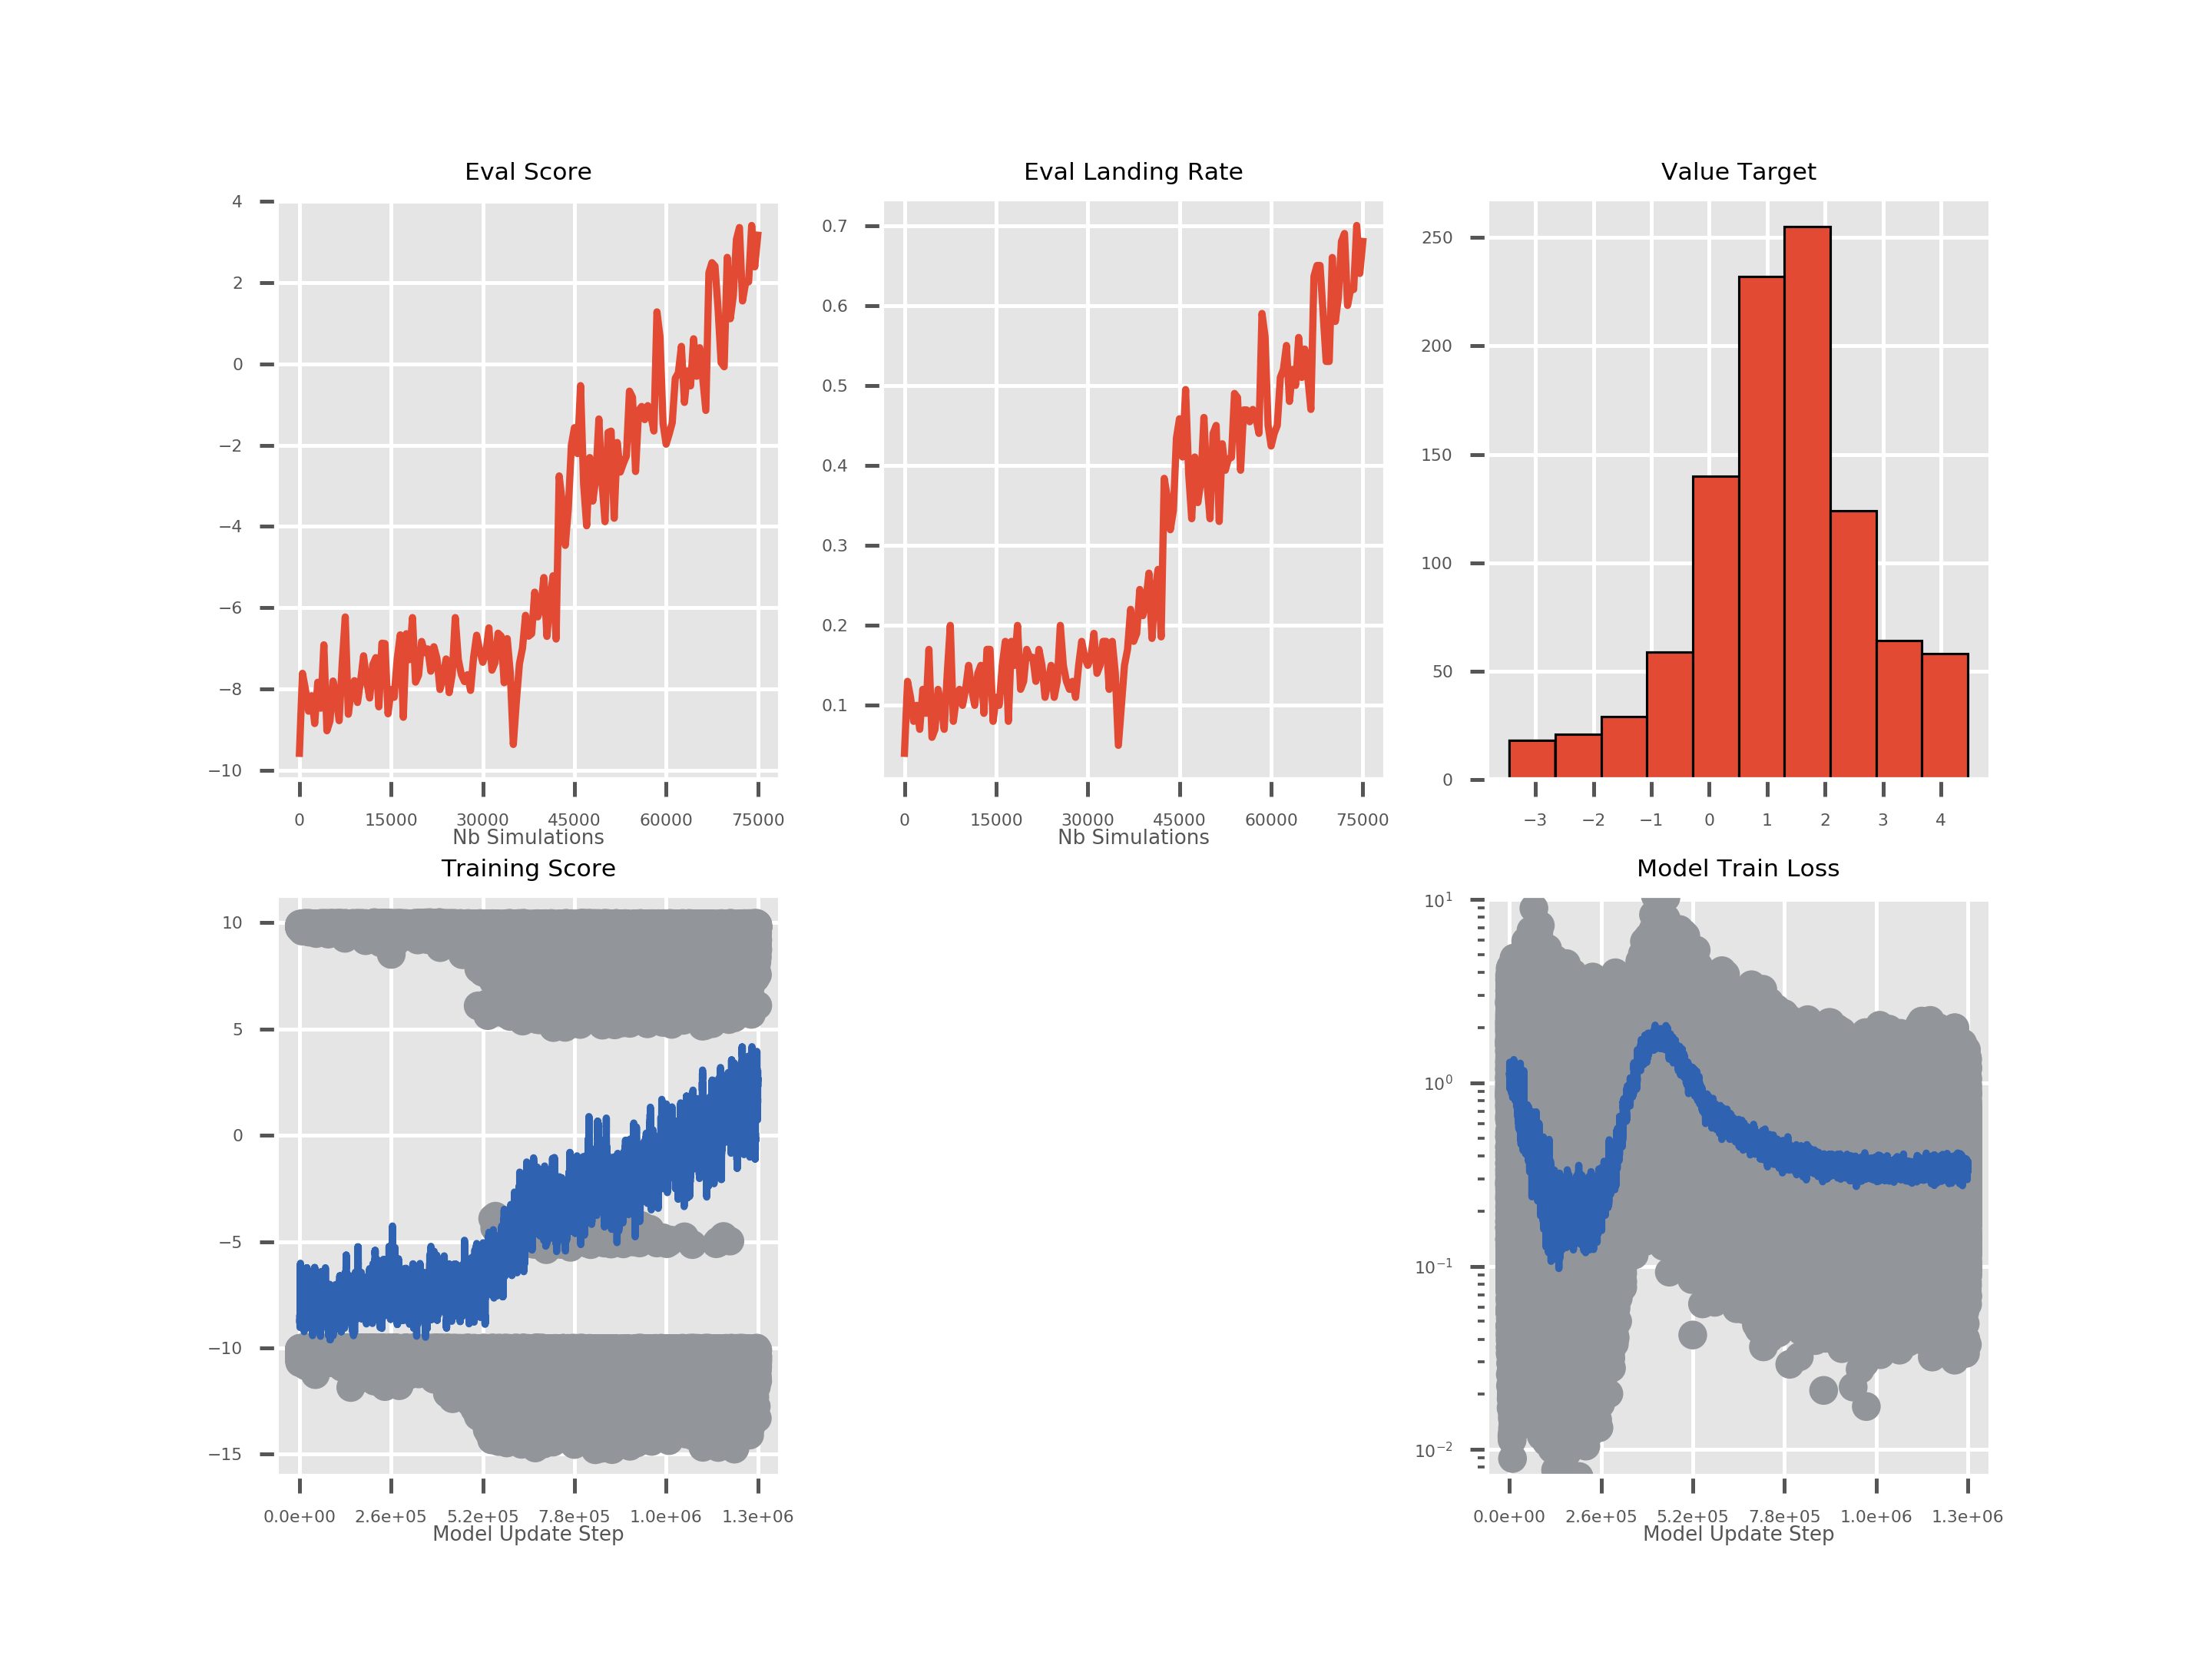 Eval Score
4
2
0
−2
−4
−6
−8
−10
0 15000 30000 45000 60000 75000
Nb Simulations
Eval Landing Rate
0.7
0.6
0.5
0.4
0.3
0.2
0.1
0 15000 30000 45000 60000 75000
Nb Simulations
Value Target
250
200
150
100
50
0
−3 −2 −1 0 1 2 3 4
Training Score
10
5
0
−5
−10
−15
0.0e+00 2.6e+05 5.2e+05 7.8e+05 1.0e+06 1.3e+06
Model Update Step
Model Train Loss
10¹
10⁰
10⁻¹
10⁻²
0.0e+00 2.6e+05 5.2e+05 7.8e+05 1.0e+06 1.3e+06
Model Update Step